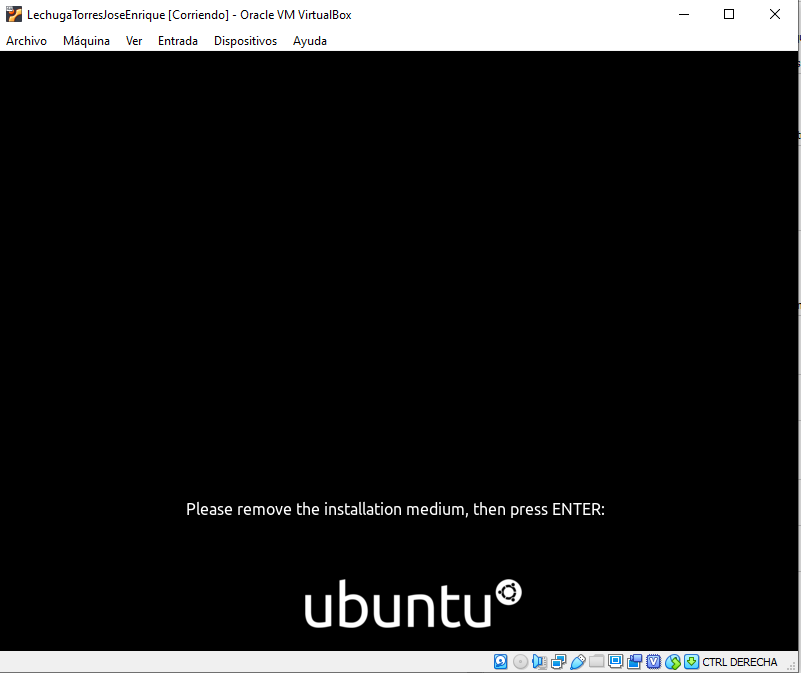 LechugaTorresJoseEnrique [Corriendo] - Oracle VM VirtualBox
Archivo Máquina Ver Entrada Dispositivos Ayuda
Please remove the installation medium, then press ENTER:
ubuntu
CTRL DERECHA